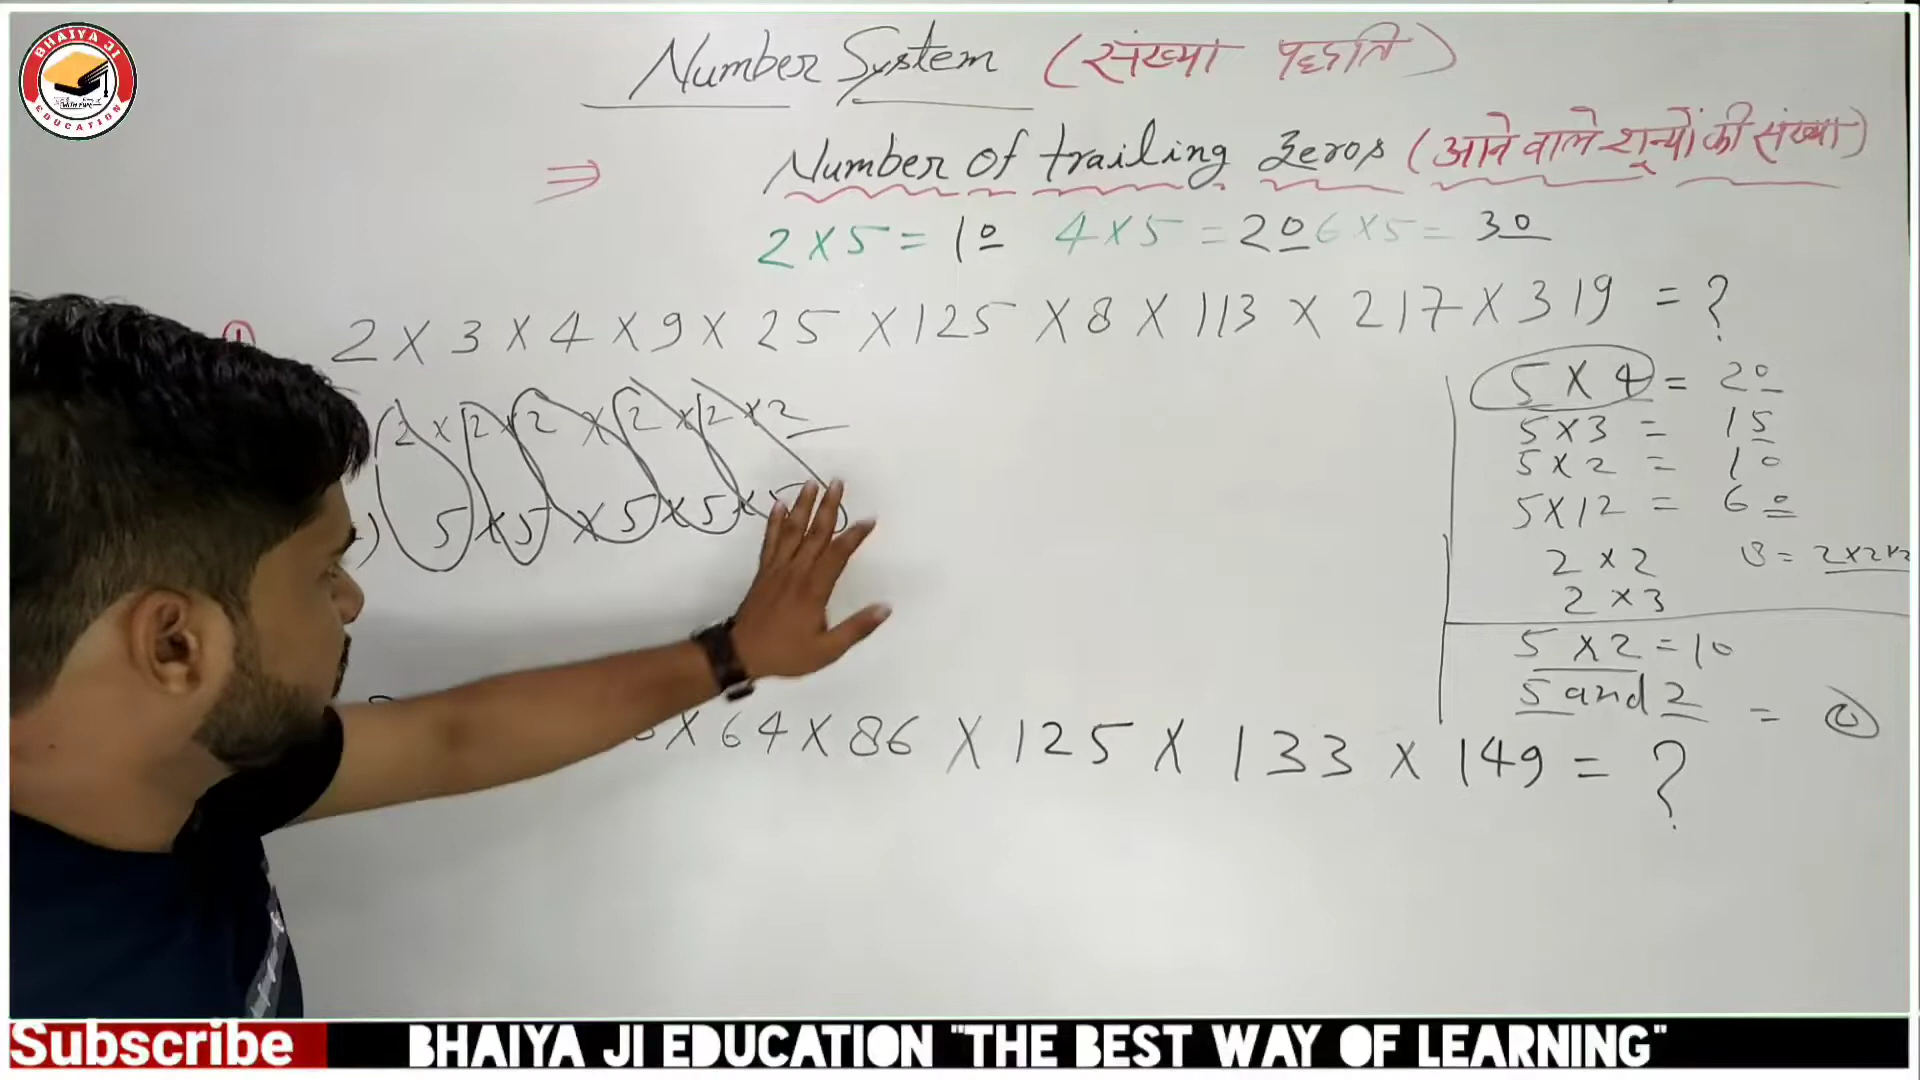 BHAIYA JI
EDUCATION
Number System (संख्या पद्धति)
⇒ Number of trailing zeros (आने वाले शून्यों की संख्या)
2 × 5 = 10 4 × 5 = 20 6 × 5 = 30
① 2 × 3 × 4 × 9 × 25 × 125 × 8 × 113 × 217 × 319 = ?
2 × 2 × 2 × 2 × 2 × 2
5 × 5 × 5 × 5 × 5
5 × 4 = 20
5 × 3 = 15
5 × 2 = 10
5 × 12 = 60
2 × 2 8 = 2 × 2 × 2
2 × 3
5 × 2 = 10
5 and 2 =
× 64 × 86 × 125 × 133 × 149 = ?
Subscribe BHAIYA JI EDUCATION "THE BEST WAY OF LEARNING"